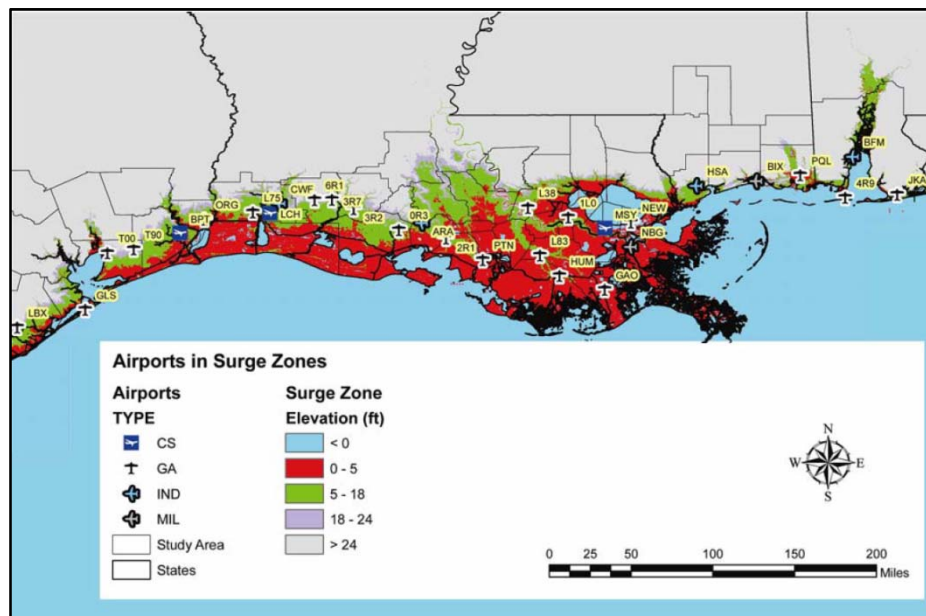 BFM
PQL
BIX
HSA
4R9
JKA
6R1
CWF
L75
ORG
LCH
3R7
L38
1L0
NEW
MSY
BPT
3R2
0R3
NBG
T00
T90
ARA
2R1
PTN
L83
HUM
GAO
GLS
LBX
Airports in Surge Zones
Airports
TYPE
CS
GA
IND
MIL
Study Area
States
Surge Zone
Elevation (ft)
< 0
0 - 5
5 - 18
18 - 24
> 24
N
W E
S
0 25 50 100 150 200
Miles